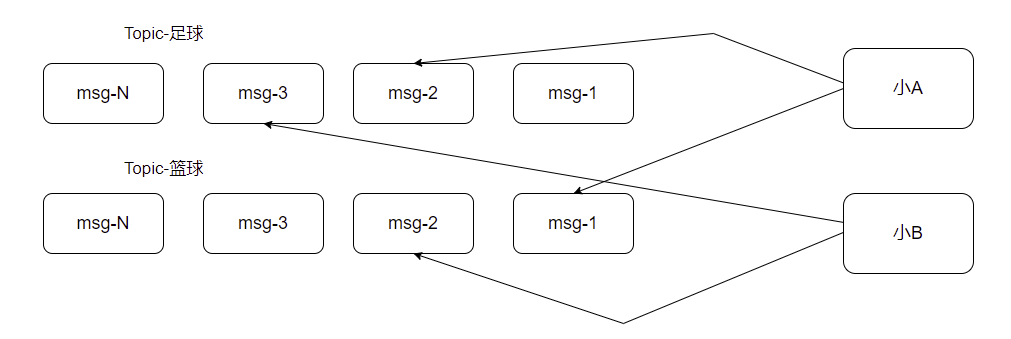 Topic-足球
msg-N
msg-3
msg-2
msg-1
小A
Topic-篮球
msg-N
msg-3
msg-2
msg-1
小B